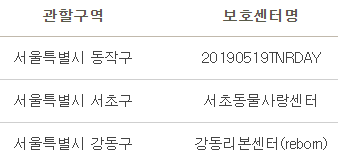 관할구역 보호센터명
서울특별시 동작구 20190519TNRDAY
서울특별시 서초구 서초동물사랑센터
서울특별시 강동구 강동리본센터(reborn)